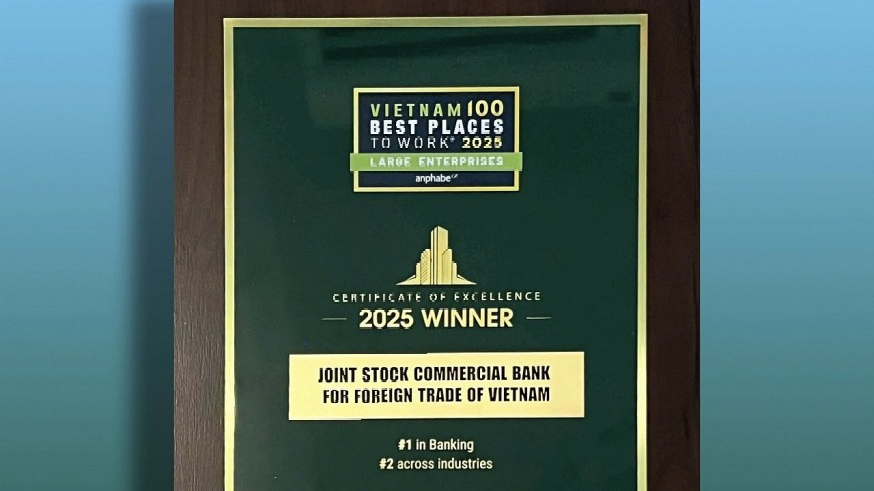 VIETNAM 100
BEST PLACES
TO WORK® 2025
LARGE ENTERPRISES
anphabe
CERTIFICATE OF EXCELLENCE
2025 WINNER
JOINT STOCK COMMERCIAL BANK
FOR FOREIGN TRADE OF VIETNAM
#1 in Banking
#2 across industries